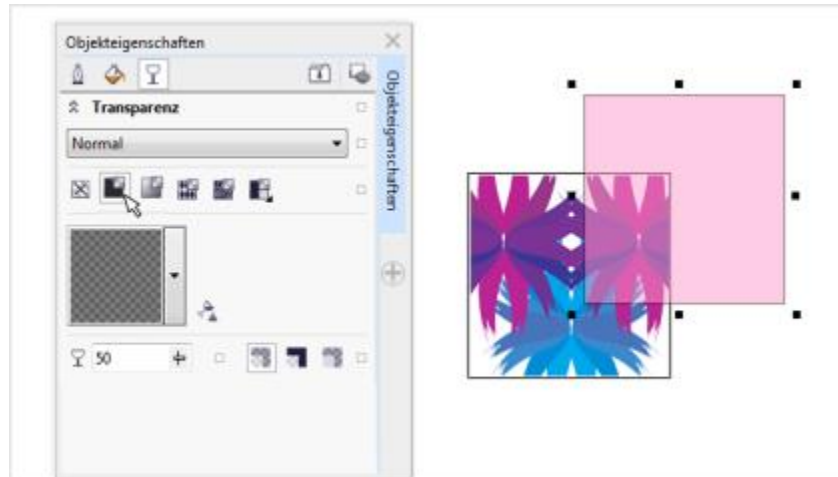 Objekteigenschaften
Transparenz
Normal
50
Objekteigenschaften